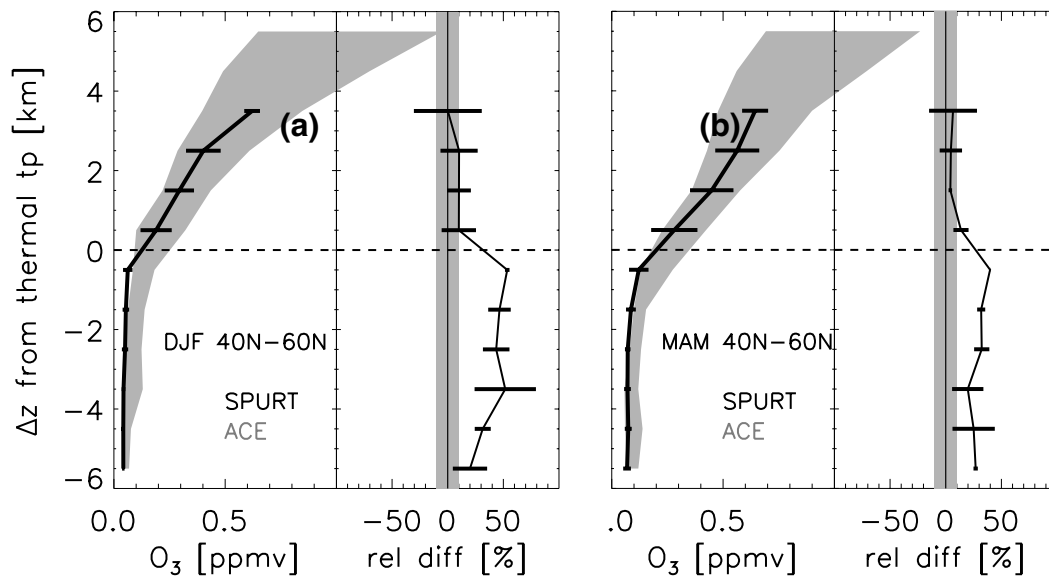 6
4
2
0
−2
−4
−6
Δz from thermal tp [km]
(a)
DJF 40N−60N
SPURT
ACE
0.0 0.5
O3 [ppmv]
−50 0 50
rel diff [%]
(b)
MAM 40N−60N
SPURT
ACE
.0 0.5
O3 [ppmv]
−50 0 50
rel diff [%]